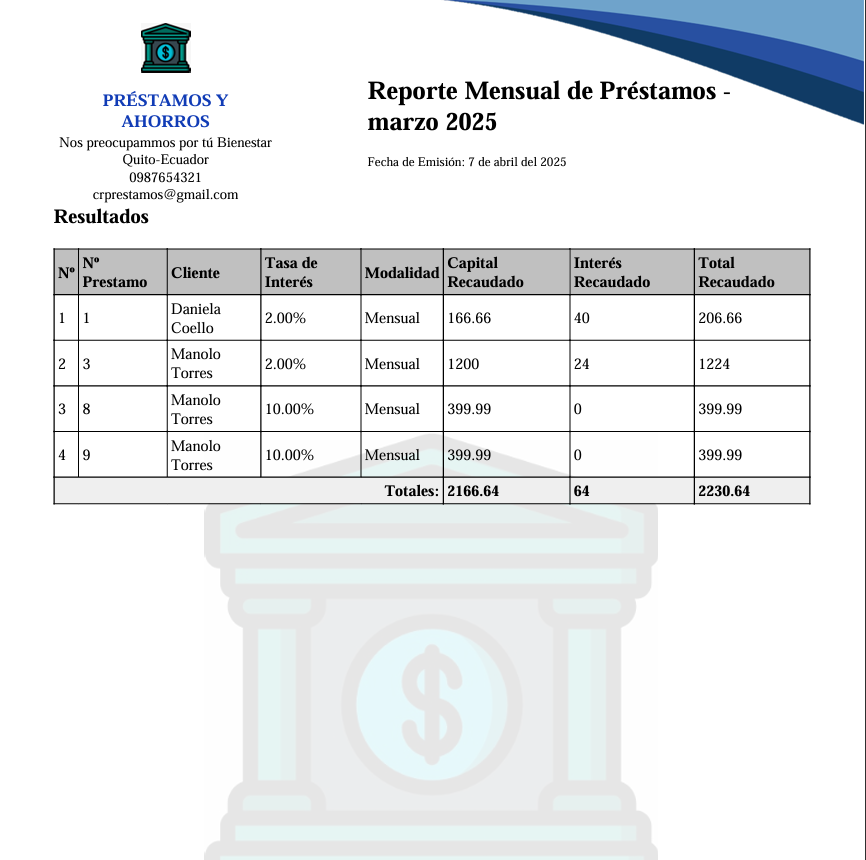 PRÉSTAMOS Y
AHORROS
Nos preocupammos por tú Bienestar
Quito-Ecuador
0987654321
crprestamos@gmail.com
Reporte Mensual de Préstamos -
marzo 2025
Fecha de Emisión: 7 de abril del 2025
Resultados
Nº Nº Prestamo Cliente Tasa de Interés Modalidad Capital Recaudado Interés Recaudado Total Recaudado
1 1 Daniela Coello 2.00% Mensual 166.66 40 206.66
2 3 Manolo Torres 2.00% Mensual 1200 24 1224
3 8 Manolo Torres 10.00% Mensual 399.99 0 399.99
4 9 Manolo Torres 10.00% Mensual 399.99 0 399.99
Totales: 2166.64 64 2230.64